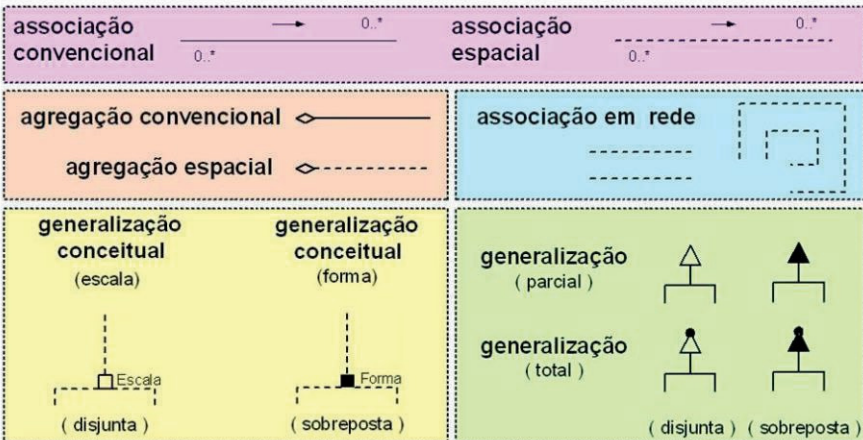 associação
convencional
0..*
0..*
associação
espacial
0..*
0..*
agregação convencional
agregação espacial
associação em rede
generalização
conceitual
(escala)
Escala
( disjunta )
generalização
conceitual
(forma)
Forma
( sobreposta )
generalização
( parcial )
generalização
( total )
( disjunta ) ( sobreposta )